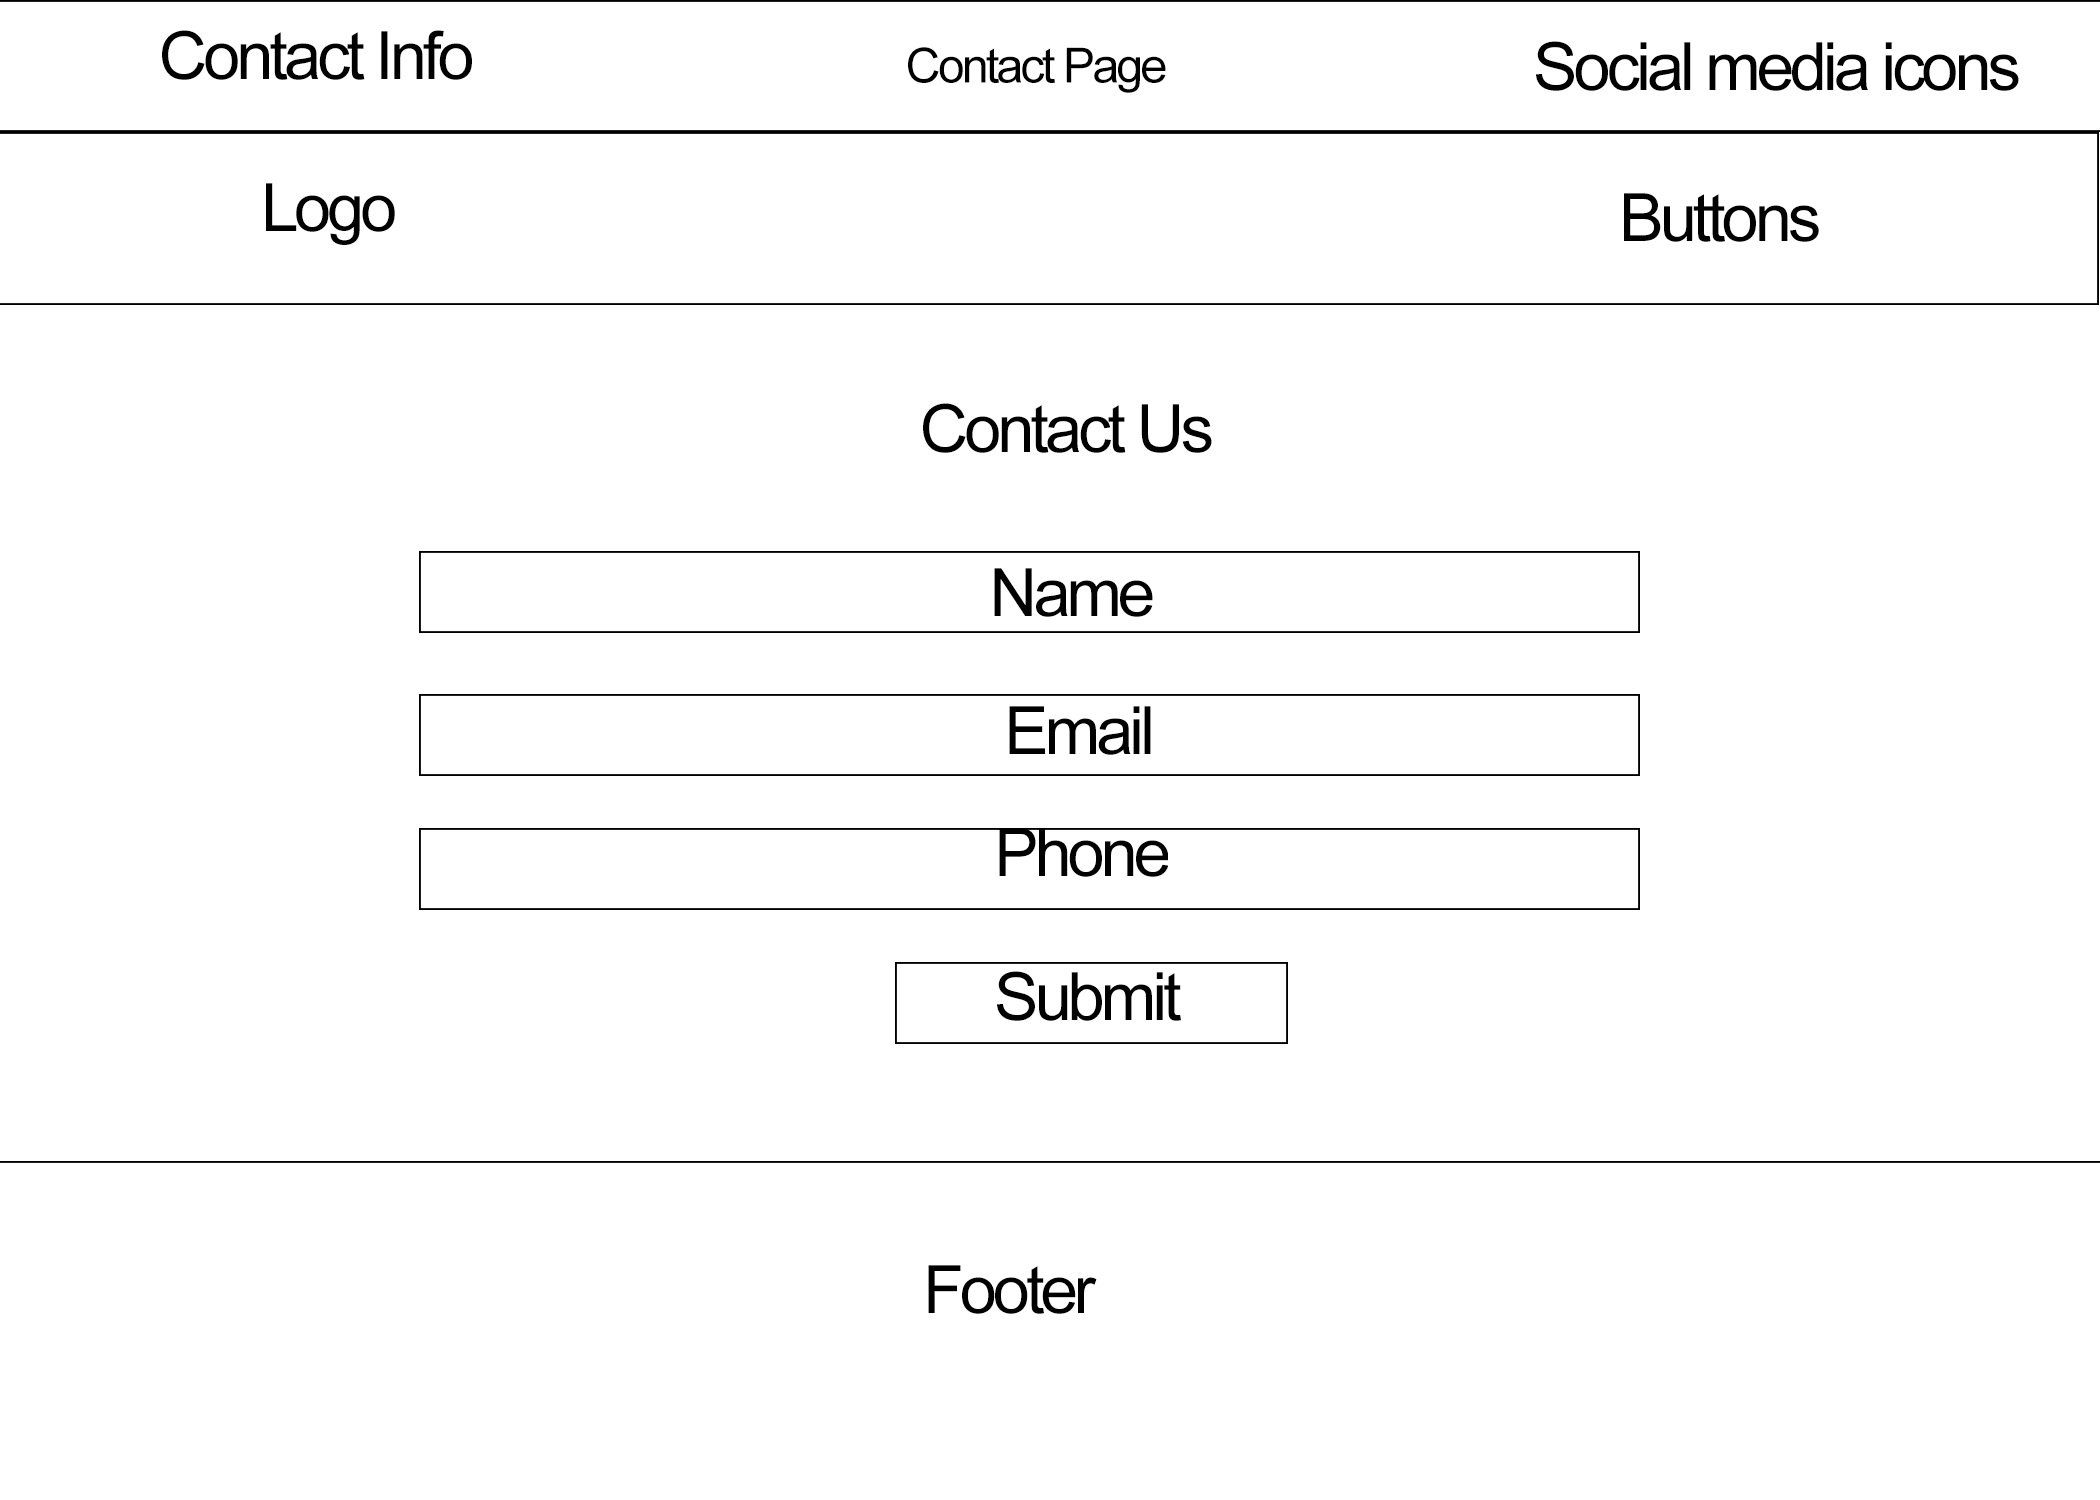 Contact Info
Contact Page
Social media icons
Logo
Buttons
Contact Us
Name
Email
Phone
Submit
Footer